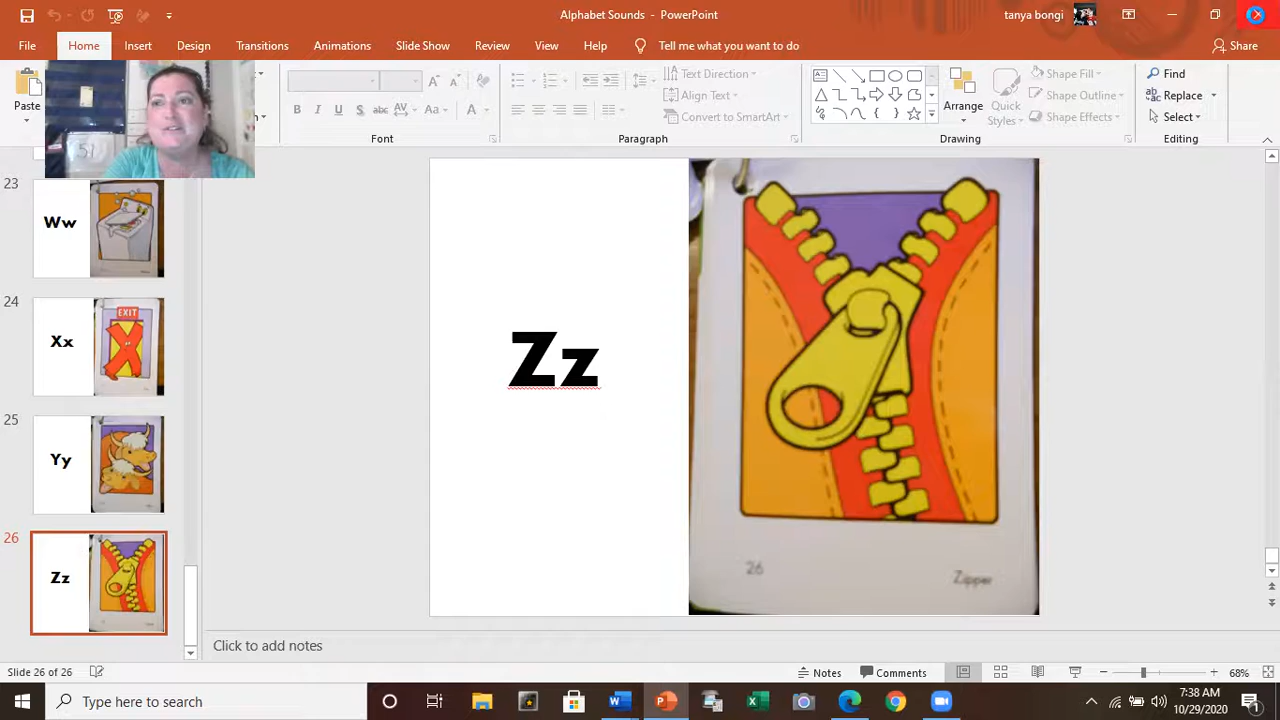 Alphabet Sounds - PowerPoint
tanya bongi
File Home Insert Design Transitions Animations Slide Show Review View Help Tell me what you want to do Share
Paste
Text Direction
Align Text
Convert to SmartArt
Arrange
Quick Styles
Shape Fill
Shape Outline
Shape Effects
Find
Replace
Select
Font Paragraph Drawing Editing
51
23
Ww
24
Xx
EXIT
25
Yy
26
Zz
Zz
26 Zipper
Click to add notes
Slide 26 of 26 Notes Comments 68%
Type here to search
7:38 AM
10/29/2020